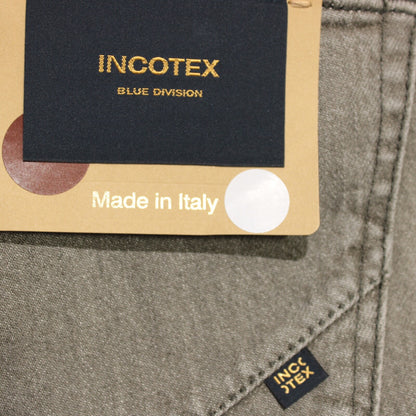 INCOTEX
BLUE DIVISION
Made in Italy
INCO
OTEX